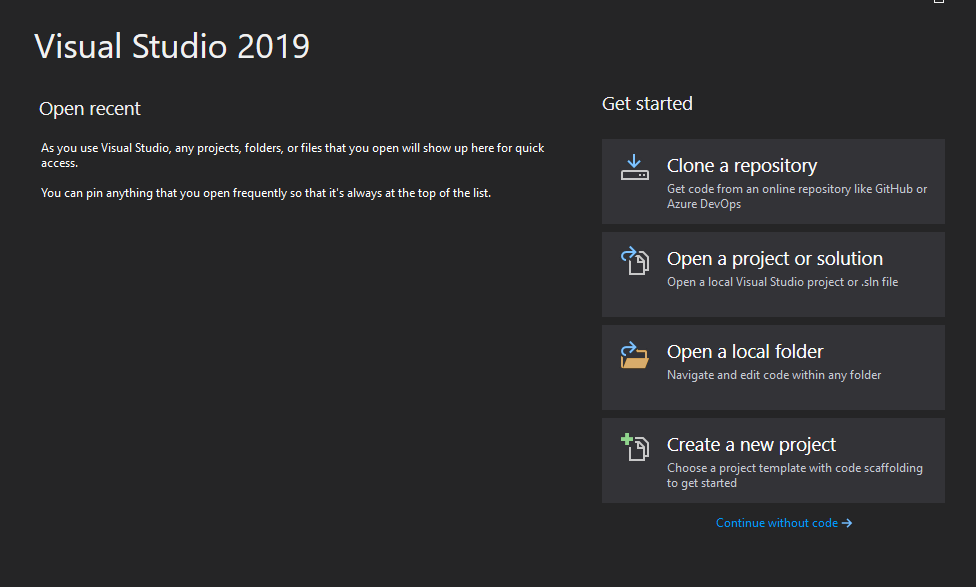 Visual Studio 2019
Open recent
As you use Visual Studio, any projects, folders, or files that you open will show up here for quick
access.
You can pin anything that you open frequently so that it's always at the top of the list.
Get started
Clone a repository
Get code from an online repository like GitHub or
Azure DevOps
Open a project or solution
Open a local Visual Studio project or .sln file
Open a local folder
Navigate and edit code within any folder
Create a new project
Choose a project template with code scaffolding
to get started
Continue without code →